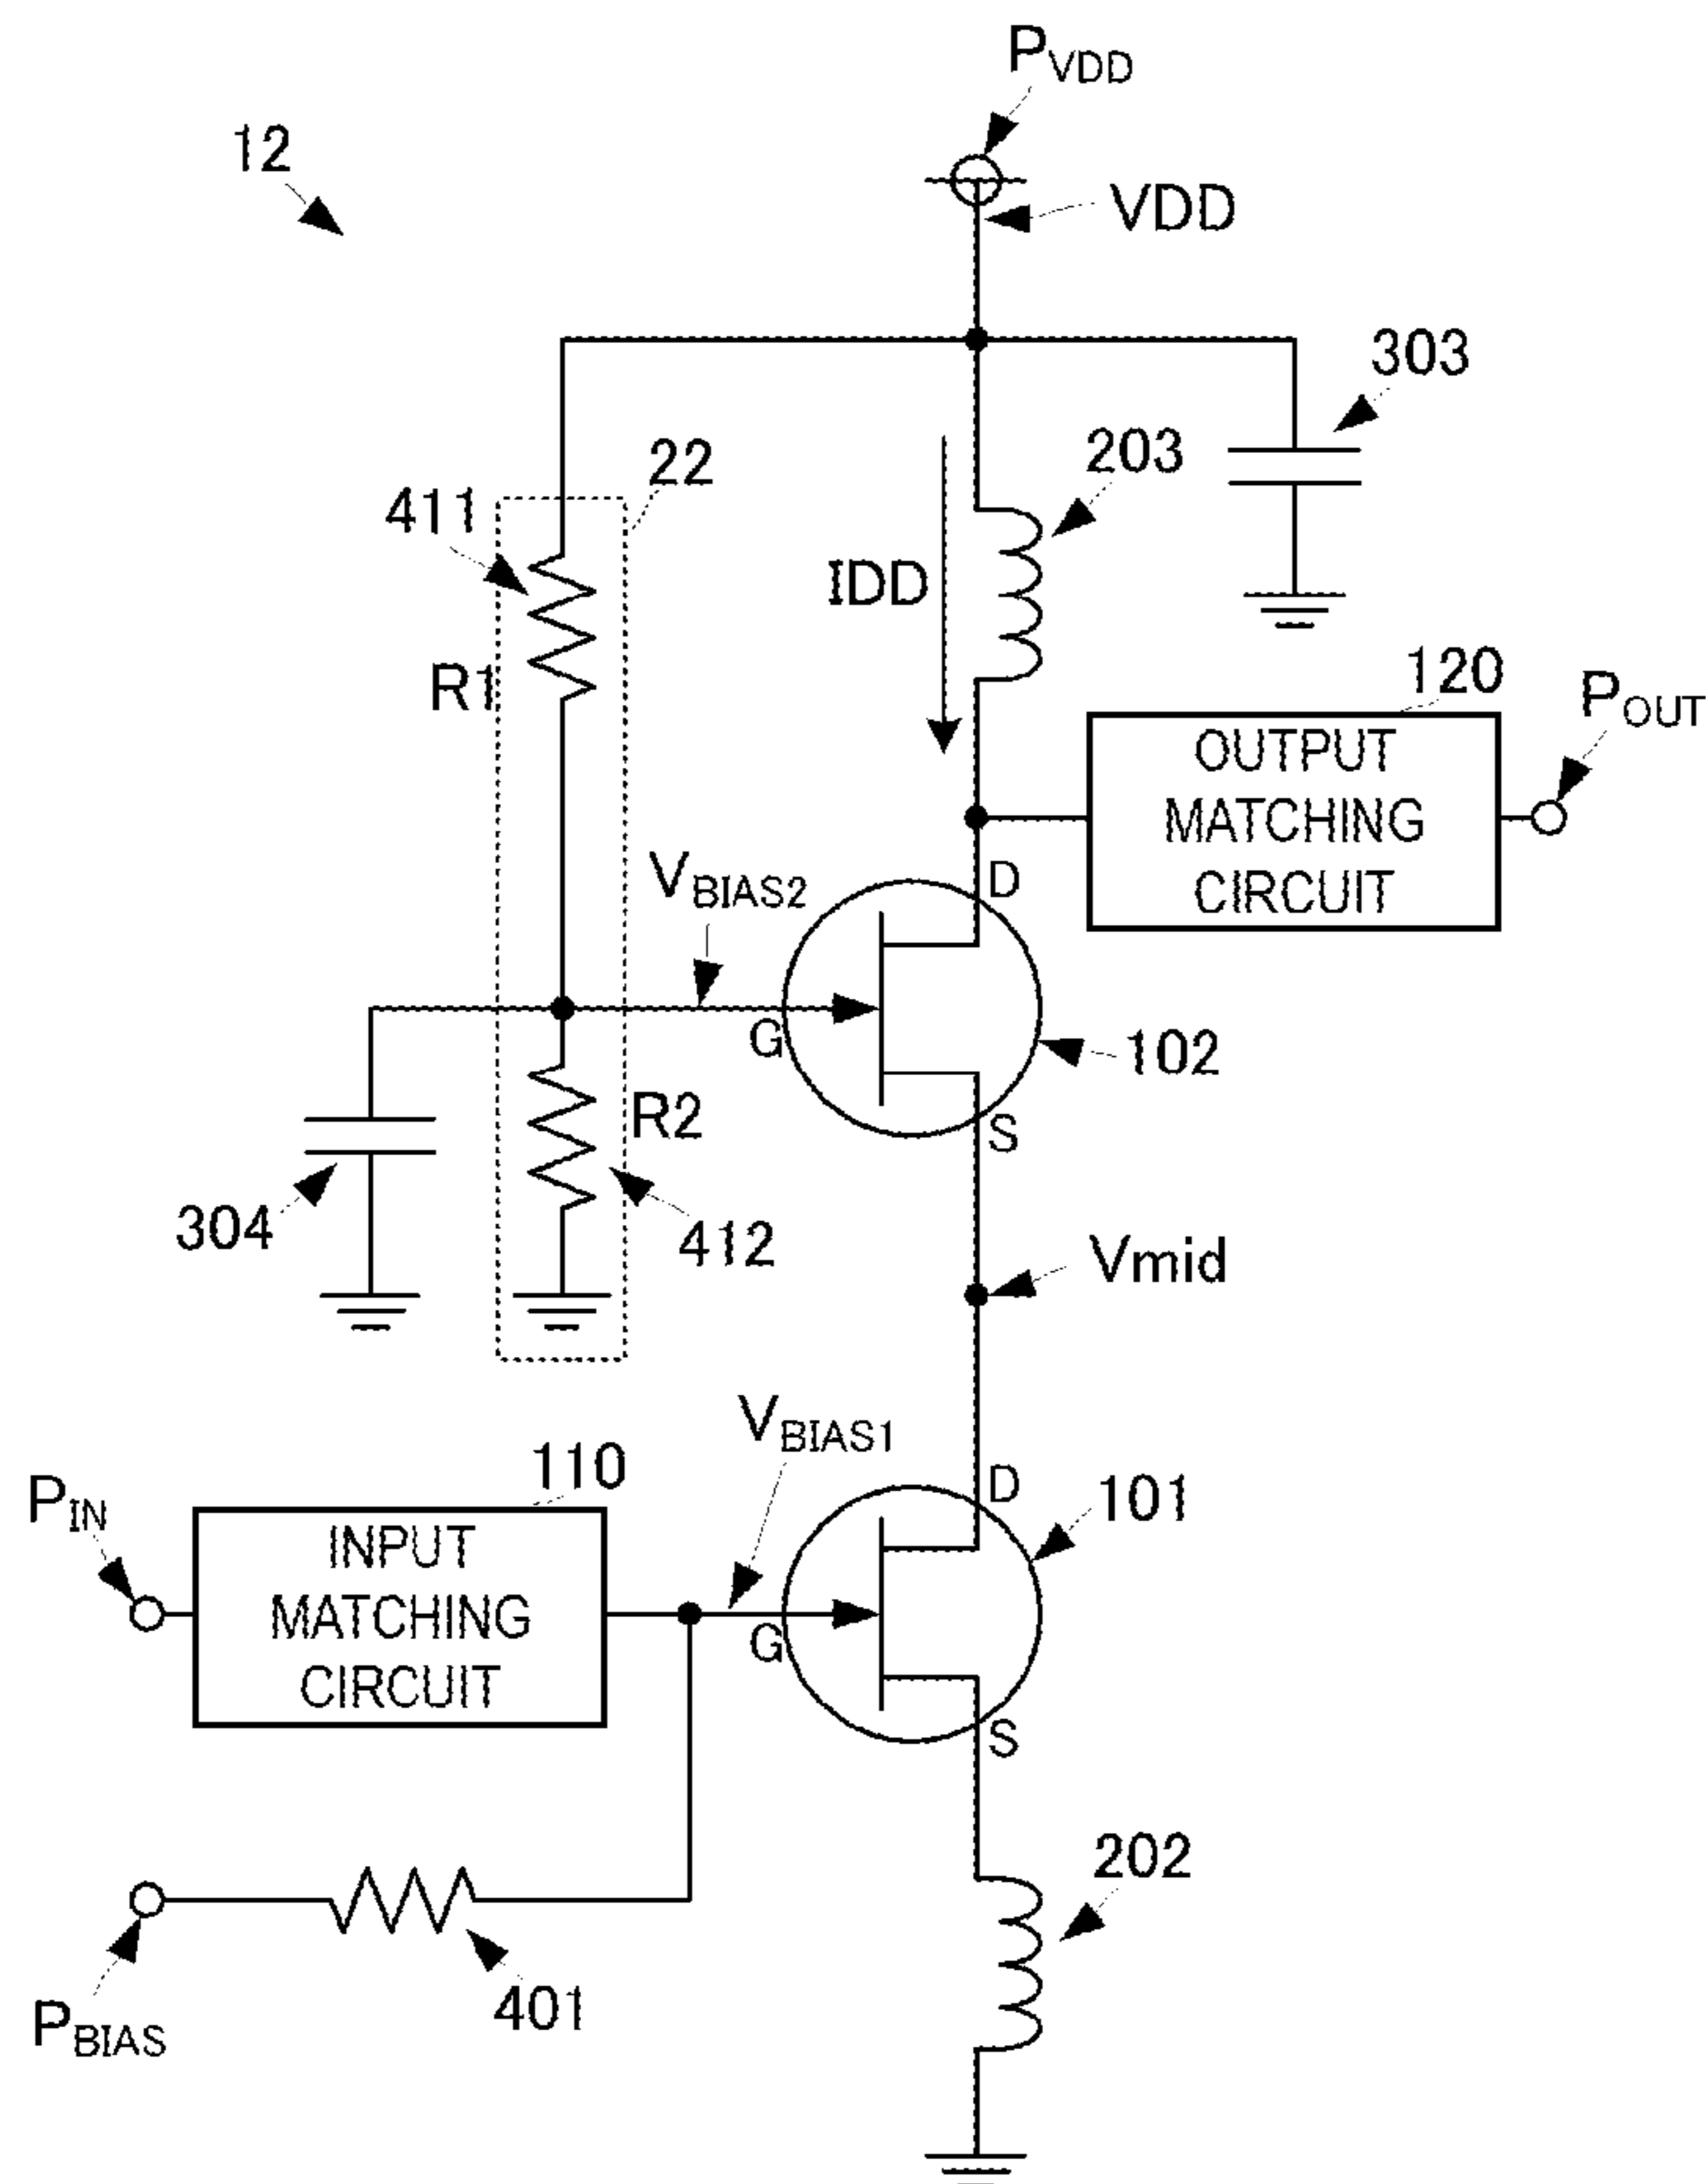 PVDD
12
VDD
303
203
22
411
IDD
R1
120
POUT
OUTPUT
MATCHING
CIRCUIT
D
VBIAS2
G
102
R2
S
304
412
Vmid
VBIAS1
110
D
101
PIN
INPUT
MATCHING
CIRCUIT
G
S
202
401
PBIAS